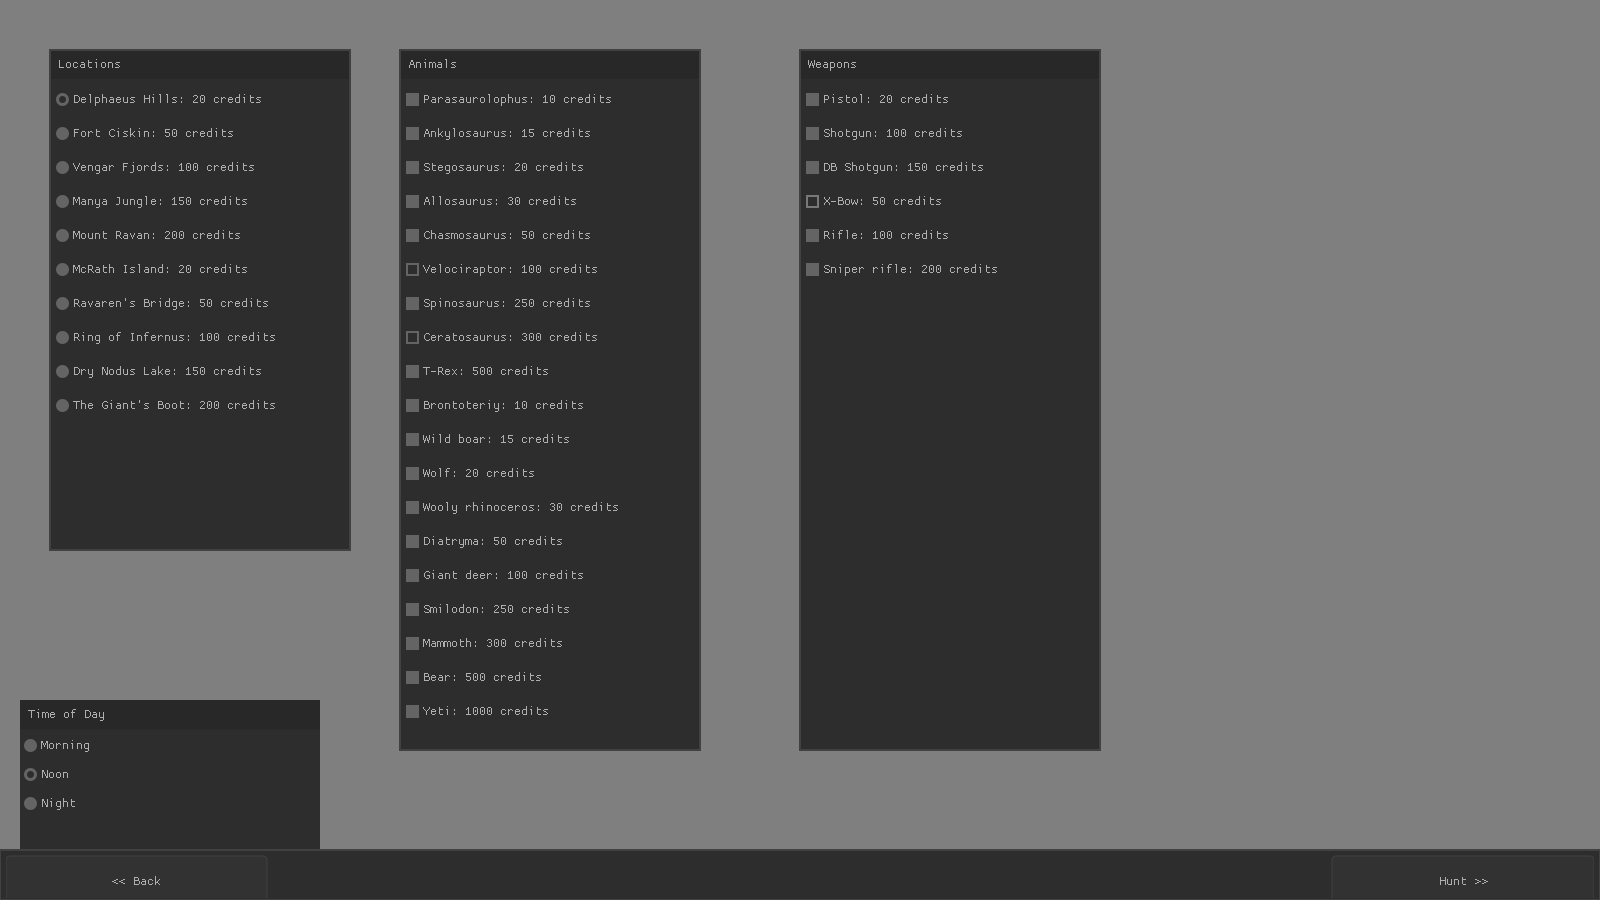 Locations
Delphaeus Hills: 20 credits
Fort Ciskin: 50 credits
Vengar Fjords: 100 credits
Manya Jungle: 150 credits
Mount Ravan: 200 credits
McRath Island: 20 credits
Ravaren's Bridge: 50 credits
Ring of Infernus: 100 credits
Dry Nodus Lake: 150 credits
The Giant's Boot: 200 credits
Animals
Parasaurolophus: 10 credits
Ankylosaurus: 15 credits
Stegosaurus: 20 credits
Allosaurus: 30 credits
Chasmosaurus: 50 credits
Velociraptor: 100 credits
Spinosaurus: 250 credits
Ceratosaurus: 300 credits
T-Rex: 500 credits
Brontoteriy: 10 credits
Wild boar: 15 credits
Wolf: 20 credits
Wooly rhinoceros: 30 credits
Diatryma: 50 credits
Giant deer: 100 credits
Smilodon: 250 credits
Mammoth: 300 credits
Bear: 500 credits
Yeti: 1000 credits
Weapons
Pistol: 20 credits
Shotgun: 100 credits
DB Shotgun: 150 credits
X-Bow: 50 credits
Rifle: 100 credits
Sniper rifle: 200 credits
Time of Day
Morning
Noon
Night
<< Back
Hunt >>